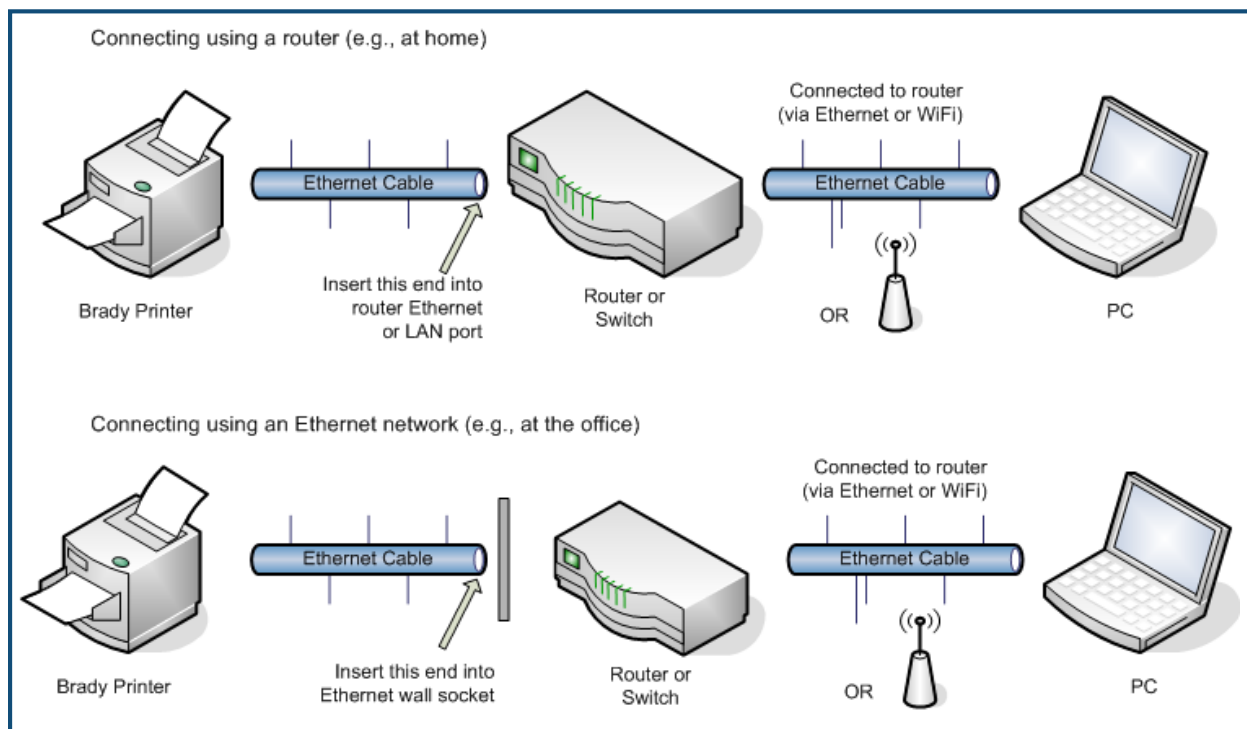 Connecting using a router (e.g., at home)
Connected to router
(via Ethernet or WiFi)
Ethernet Cable
Ethernet Cable
Insert this end into
router Ethernet
or LAN port
Brady Printer
Router or
Switch
OR
PC
Connecting using an Ethernet network (e.g., at the office)
Connected to router
(via Ethernet or WiFi)
Ethernet Cable
Ethernet Cable
Insert this end into
Ethernet wall socket
Brady Printer
Router or
Switch
OR
PC